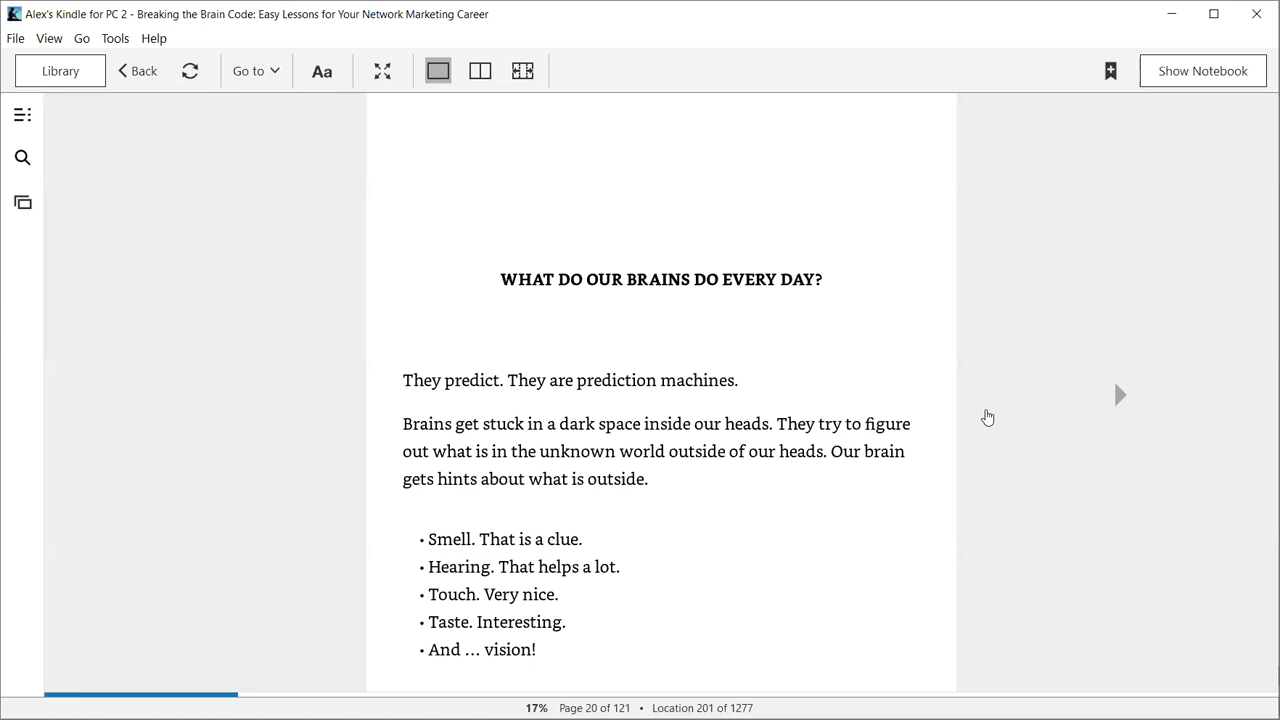 Alex's Kindle for PC 2 - Breaking the Brain Code: Easy Lessons for Your Network Marketing Career
File View Go Tools Help
Library Back Go to Aa Show Notebook
WHAT DO OUR BRAINS DO EVERY DAY?
They predict. They are prediction machines.
Brains get stuck in a dark space inside our heads. They try to figure
out what is in the unknown world outside of our heads. Our brain
gets hints about what is outside.
• Smell. That is a clue.
• Hearing. That helps a lot.
• Touch. Very nice.
• Taste. Interesting.
• And … vision!
17% Page 20 of 121 • Location 201 of 1277